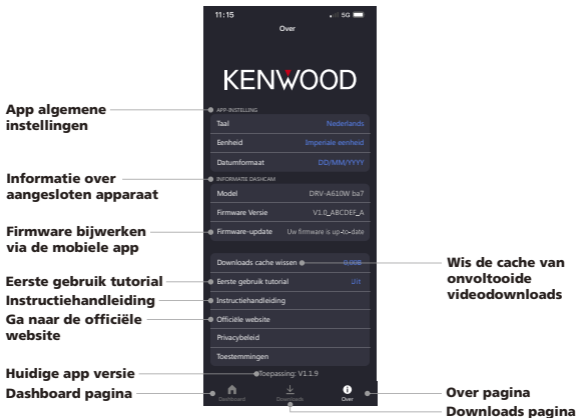 11:15 5G
Over
KENWOOD
APP-INSTELLING
Taal Nederlands
Eenheid Imperiale eenheid
Datumformaat DD/MM/YYYY
INFORMATIE DASHCAM
Model DRV-A610W ba7
Firmware Versie V1.0_ABCDEF_A
Firmware-update Uw firmware is up-to-date
Downloads cache wissen
Eerste gebruik tutorial Uit
Instructiehandleiding
Officiële website
Privacybeleid
Toestemmingen
Toepassing: V1.1.9
Dashboard Downloads Over
App algemene
instellingen
Informatie over
aangesloten apparaat
Firmware bijwerken
via de mobiele app
Eerste gebruik tutorial
Instructiehandleiding
Ga naar de officiële
website
Huidige app versie
Dashboard pagina
Wis de cache van
onvoltooide
videodownloads
Over pagina
Downloads pagina